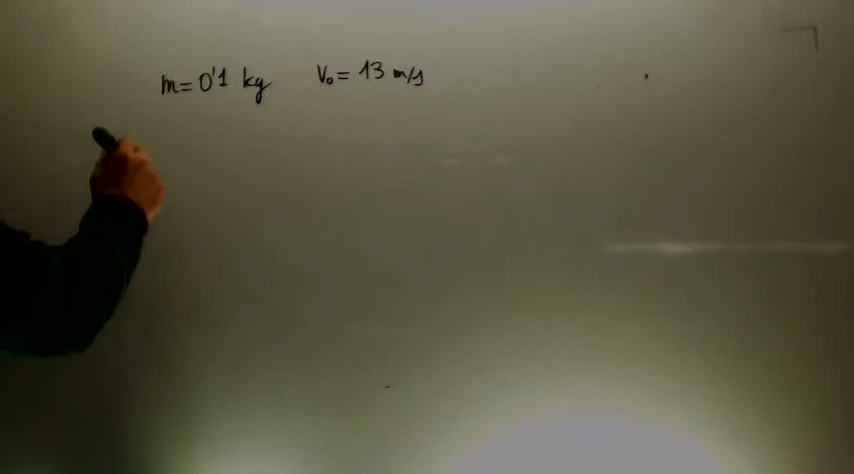 m = 0'1 kg   v₀ = 13 m/s